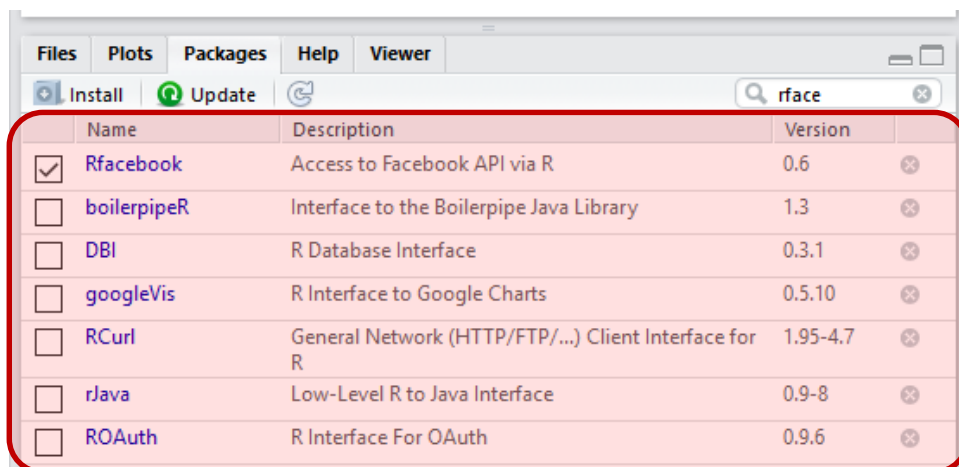 Files Plots Packages Help Viewer
Install Update rface
Name Description Version
Rfacebook Access to Facebook API via R 0.6
boilerpipeR Interface to the Boilerpipe Java Library 1.3
DBI R Database Interface 0.3.1
googleVis R Interface to Google Charts 0.5.10
RCurl General Network (HTTP/FTP/...) Client Interface for 1.95-4.7
R
rJava Low-Level R to Java Interface 0.9-8
ROAuth R Interface For OAuth 0.9.6